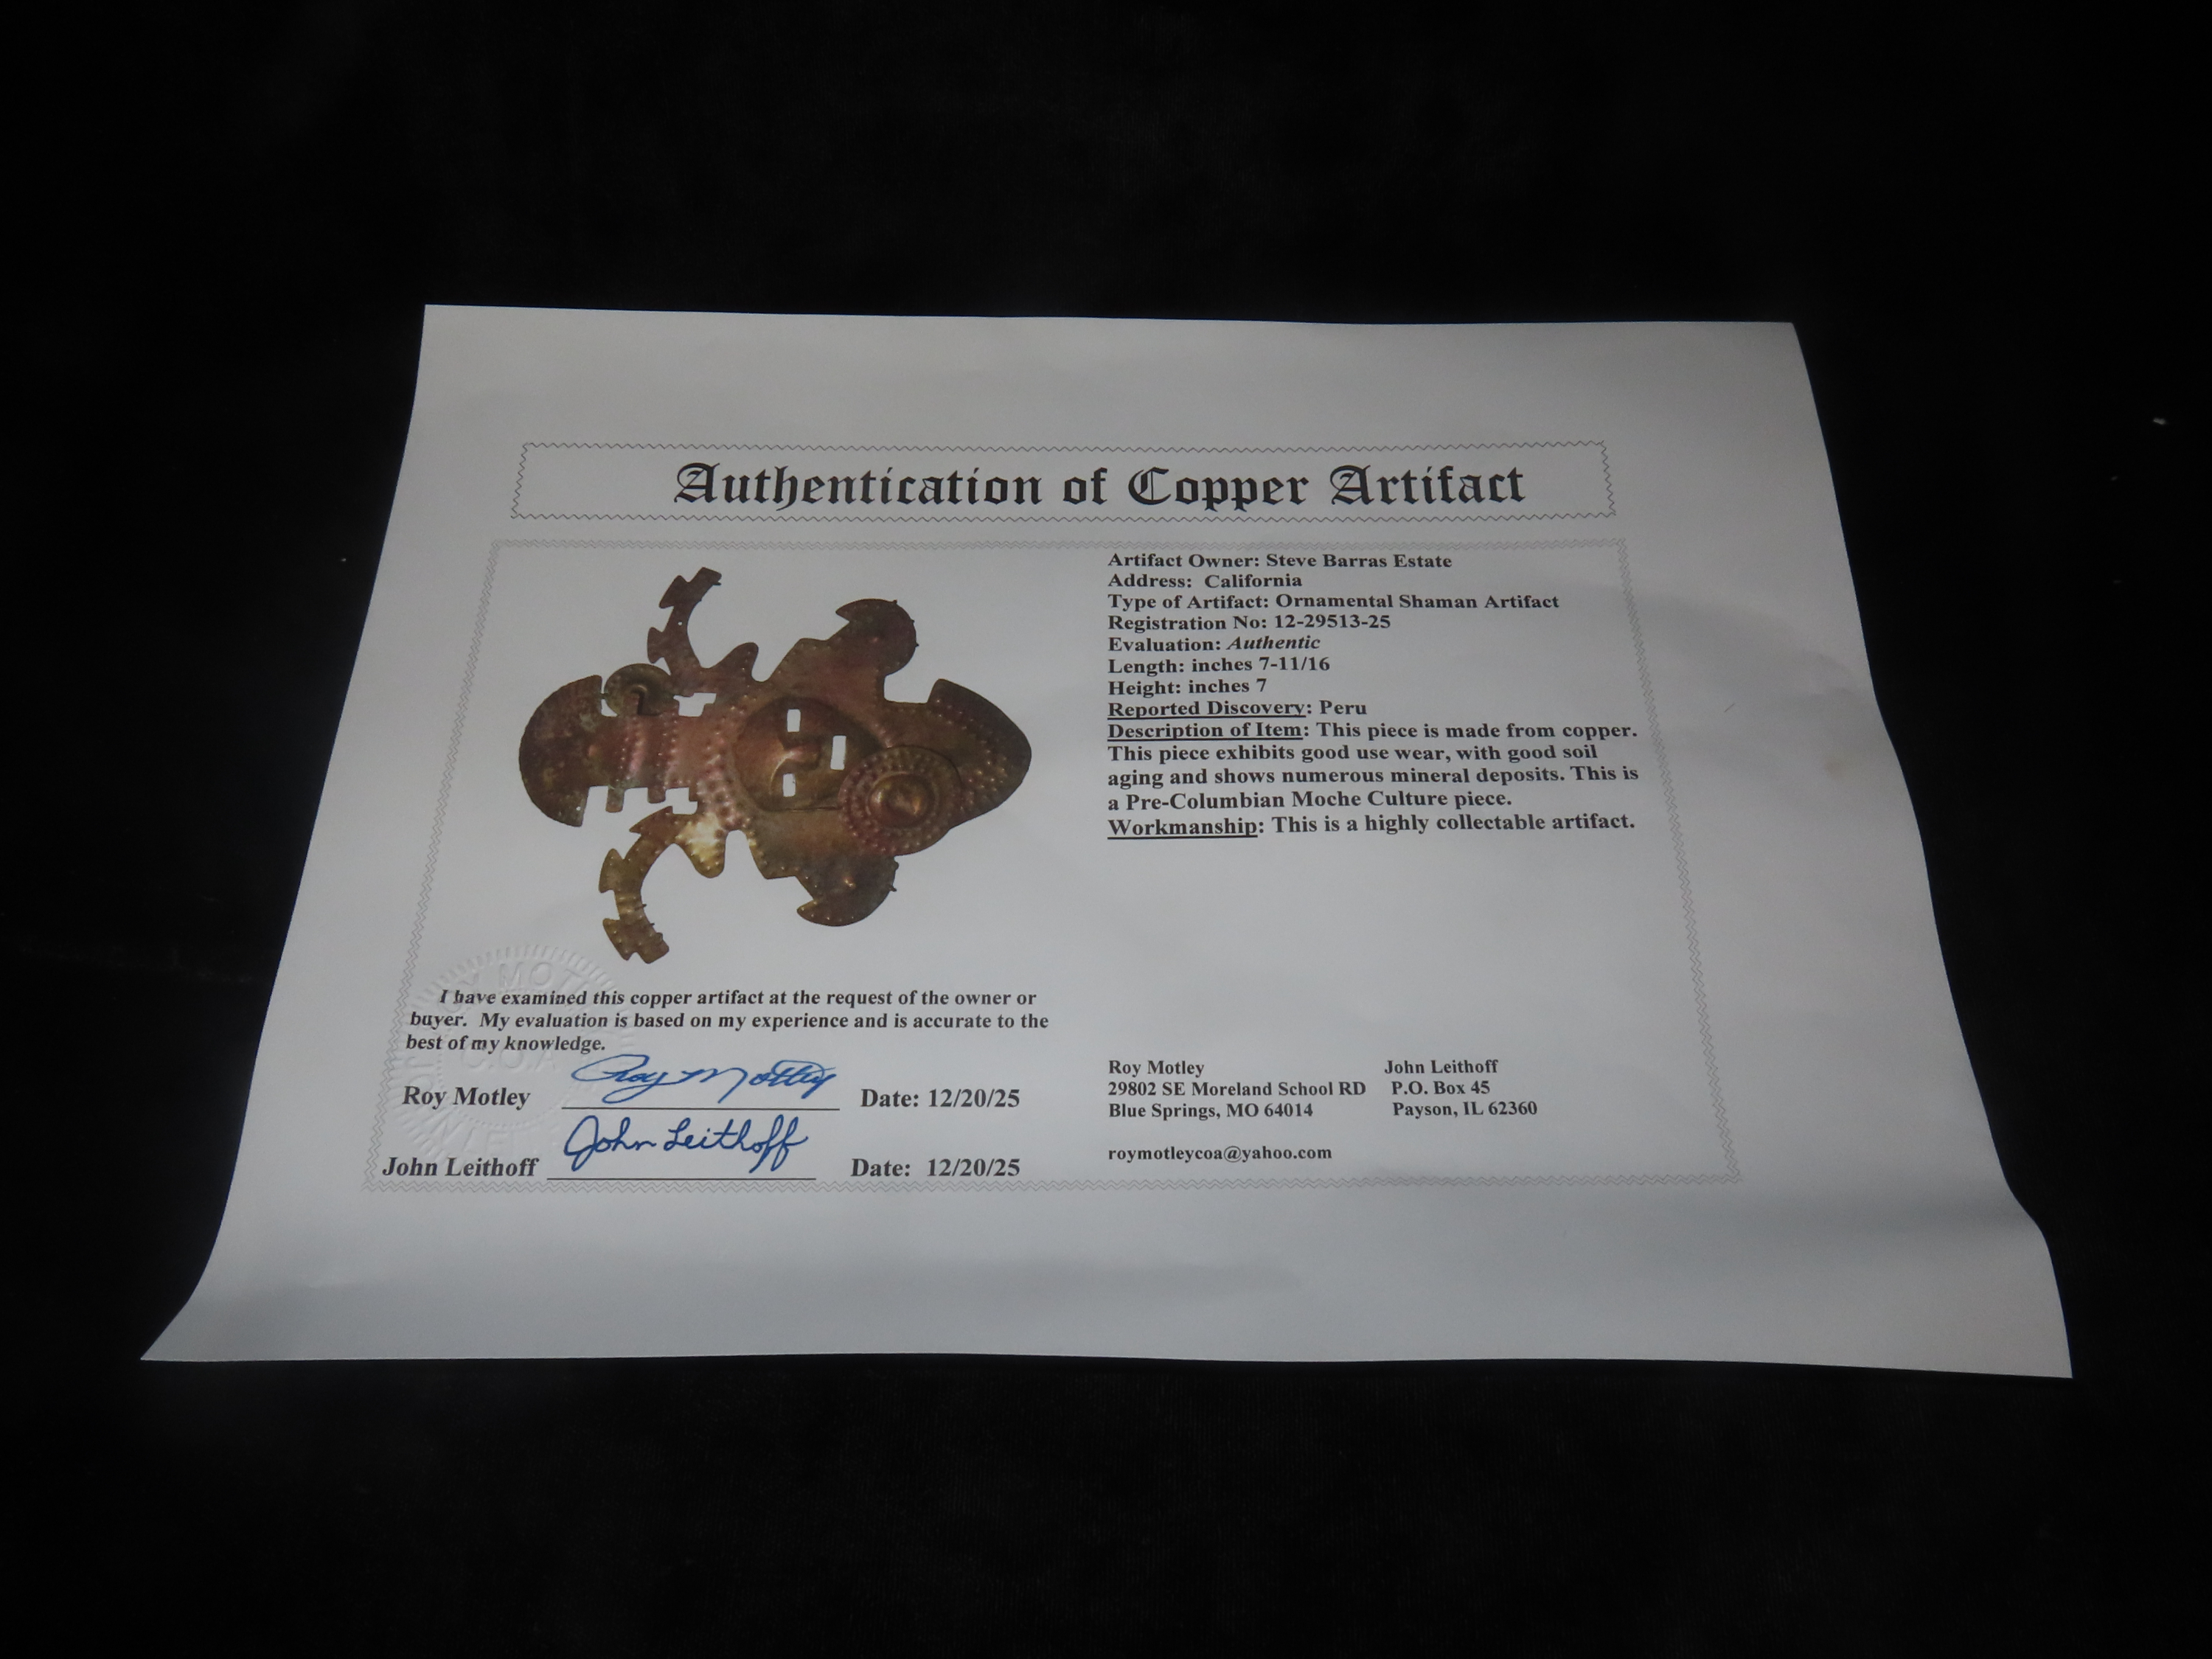 Authentication of Copper Artifact
Artifact Owner: Steve Barras Estate
Address: California
Type of Artifact: Ornamental Shaman Artifact
Registration No: 12-29513-25
Evaluation: Authentic
Length: inches 7-11/16
Height: inches 7
Reported Discovery: Peru
Description of Item: This piece is made from copper.
This piece exhibits good use wear, with good soil
aging and shows numerous mineral deposits. This is
a Pre-Columbian Moche Culture piece.
Workmanship: This is a highly collectable artifact.
I have examined this copper artifact at the request of the owner or
buyer. My evaluation is based on my experience and is accurate to the
best of my knowledge.
Roy Motley Roy Motley Date: 12/20/25
John Leithoff John Leithoff Date: 12/20/25
Roy Motley
29802 SE Moreland School RD
Blue Springs, MO 64014
roymotleycoa@yahoo.com
John Leithoff
P.O. Box 45
Payson, IL 62360
C.O.A